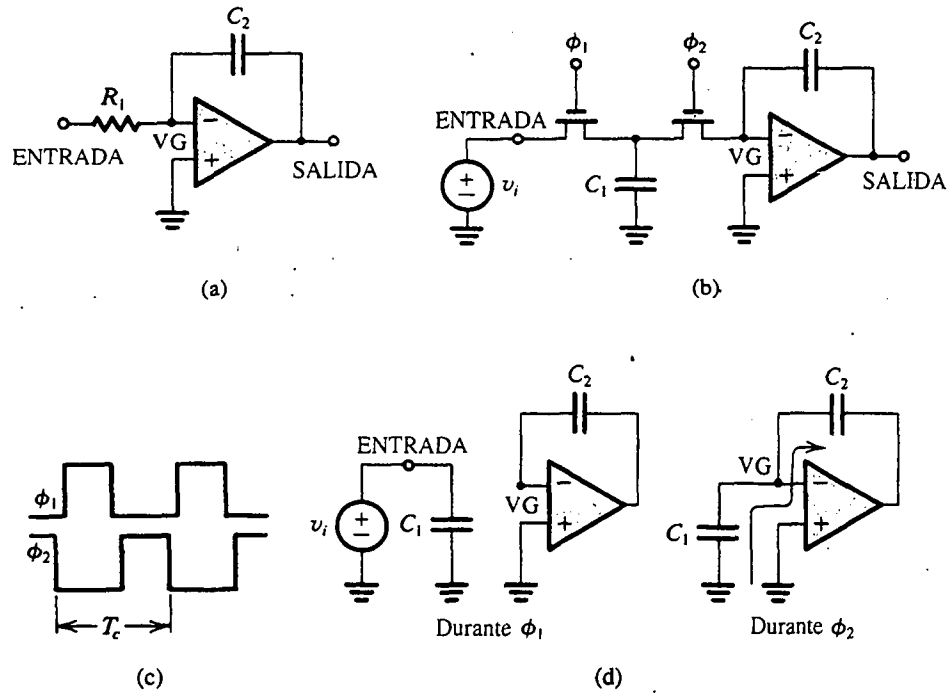 C₂
R₁
VG
−
+
ENTRADA
SALIDA
(a)
ϕ₁
ϕ₂
C₂
ENTRADA
VG
−
+
+
−
vᵢ
C₁
SALIDA
(b)
ϕ₁
ϕ₂
T_c
(c)
C₂
ENTRADA
VG
−
+
vᵢ
+
−
C₁
Durante ϕ₁
C₂
VG
−
+
C₁
Durante ϕ₂
(d)